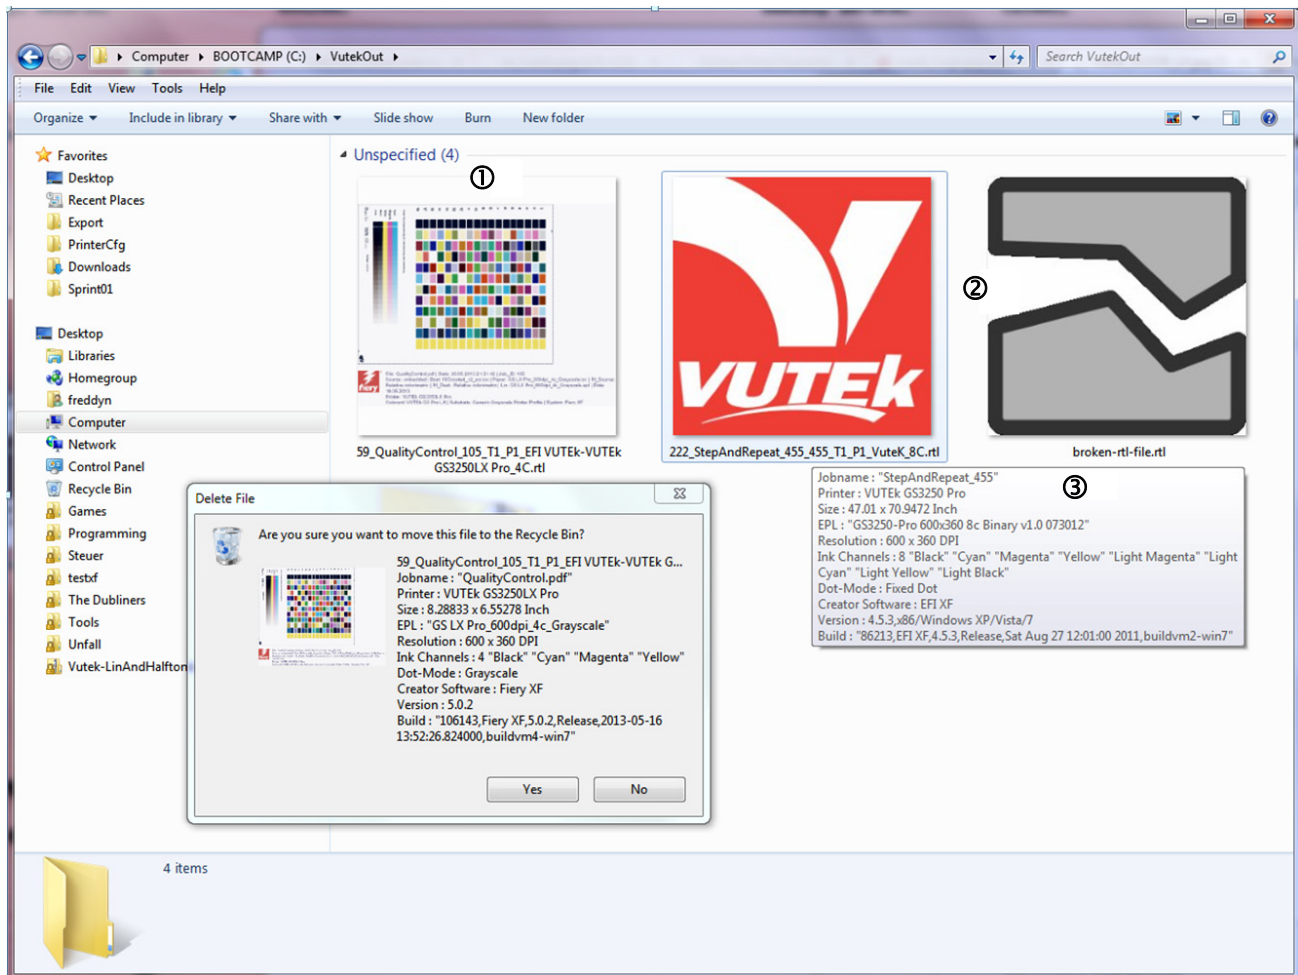 Computer ▸ BOOTCAMP (C:) ▸ VutekOut ▸
Search VutekOut
File Edit View Tools Help
Organize Include in library Share with Slide show Burn New folder
Favorites
Desktop
Recent Places
Export
PrinterCfg
Downloads
Sprint01
Desktop
Libraries
Homegroup
freddyn
Computer
Network
Control Panel
Recycle Bin
Games
Programming
Steuer
testxf
The Dubliners
Tools
Unfall
Vutek-LinAndHalfton
Unspecified (4)
①
fiery
59_QualityControl_105_T1_P1_EFI VUTEk-VUTEk
GS3250LX Pro_4C.rtl
VUTEk
222_StepAndRepeat_455_455_T1_P1_VuteK_8C.rtl
②
broken-rtl-file.rtl
③
Jobname : "StepAndRepeat_455"
Printer : VUTEk GS3250 Pro
Size : 47.01 x 70.9472 Inch
EPL : "GS3250-Pro 600x360 8c Binary v1.0 073012"
Resolution : 600 x 360 DPI
Ink Channels : 8 "Black" "Cyan" "Magenta" "Yellow" "Light Magenta" "Light
Cyan" "Light Yellow" "Light Black"
Dot-Mode : Fixed Dot
Creator Software : EFI XF
Version : 4.5.3,x86/Windows XP/Vista/7
Build : "86213,EFI XF,4.5.3,Release,Sat Aug 27 12:01:00 2011,buildvm2-win7"
Delete File
Are you sure you want to move this file to the Recycle Bin?
59_QualityControl_105_T1_P1_EFI VUTEk-VUTEk G...
Jobname : "QualityControl.pdf"
Printer : VUTEk GS3250LX Pro
Size : 8.28833 x 6.55278 Inch
EPL : "GS LX Pro_600dpi_4c_Grayscale"
Resolution : 600 x 360 DPI
Ink Channels : 4 "Black" "Cyan" "Magenta" "Yellow"
Dot-Mode : Grayscale
Creator Software : Fiery XF
Version : 5.0.2
Build : "106143,Fiery XF,5.0.2,Release,2013-05-16
13:52:26.824000,buildvm4-win7"
Yes No
4 items